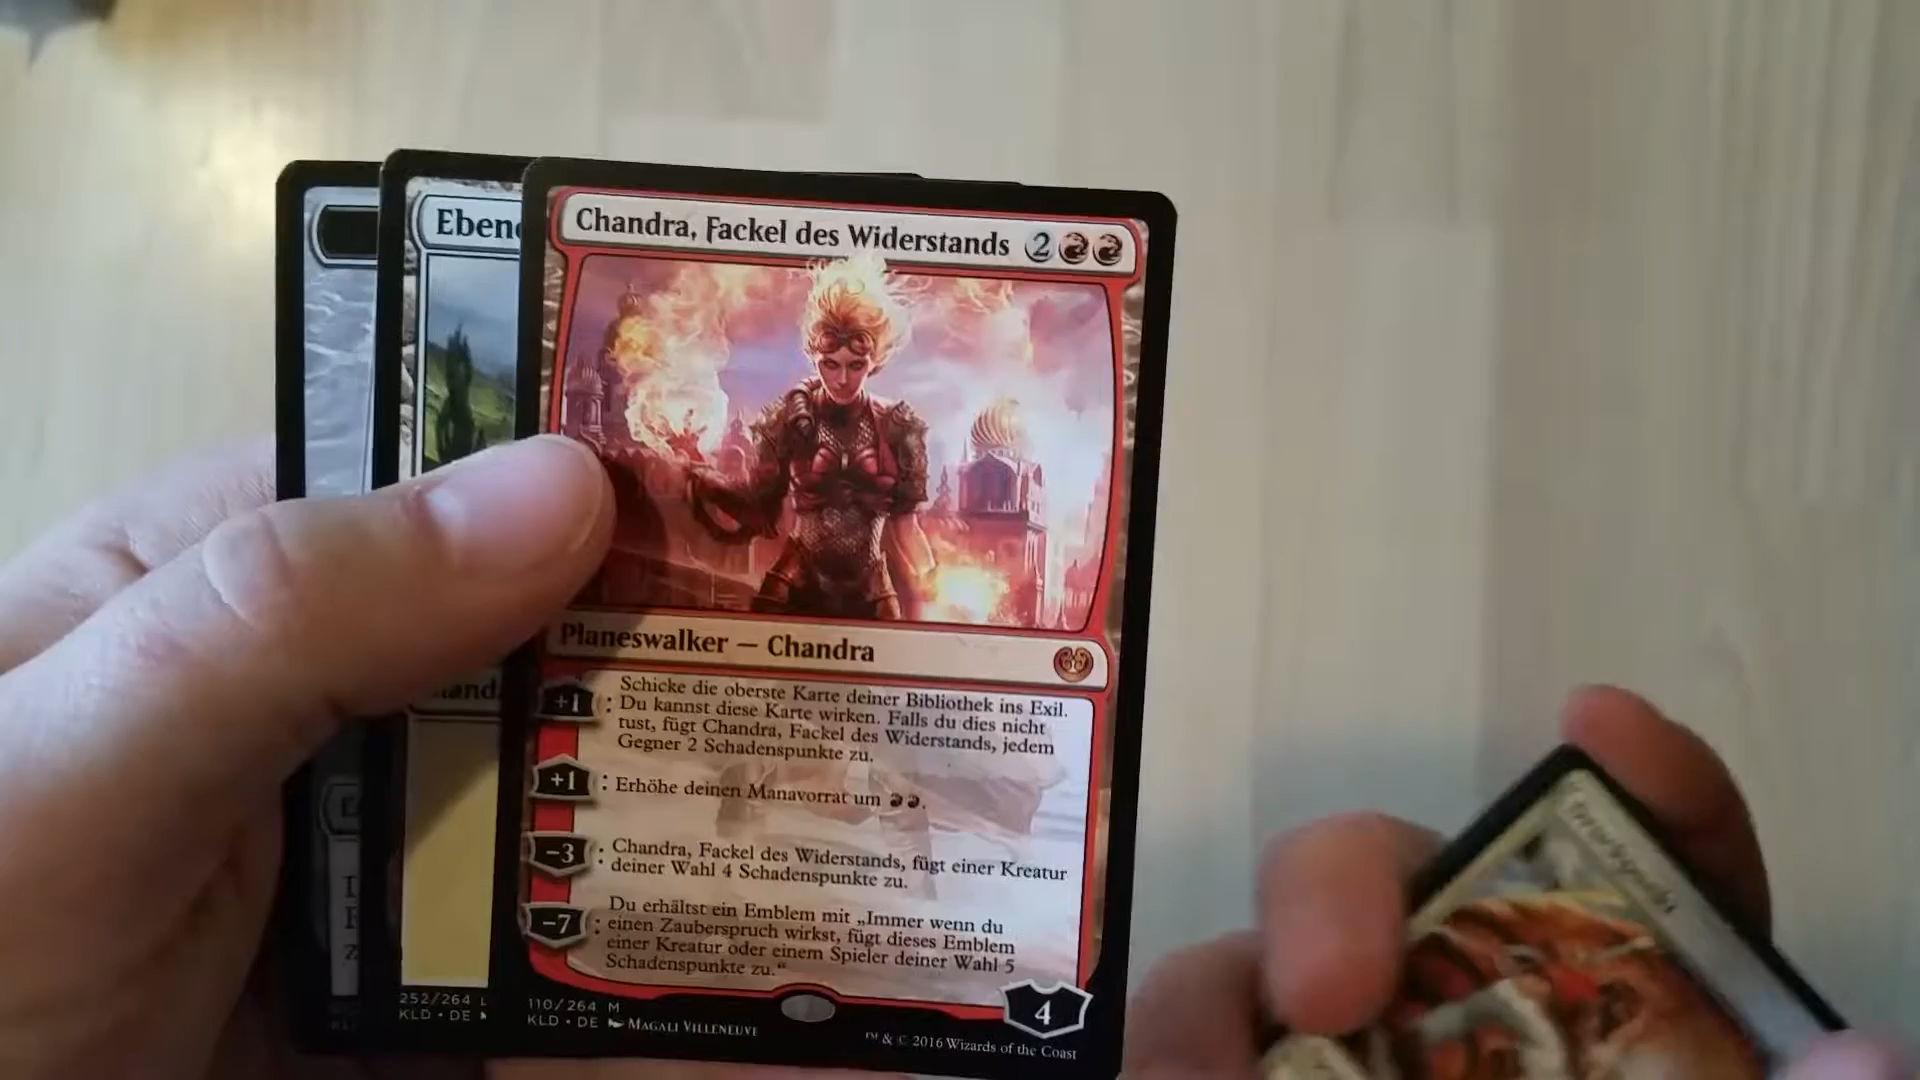 Chandra, Fackel des Widerstands 2
Planeswalker — Chandra
+1 : Schicke die oberste Karte deiner Bibliothek ins Exil.
Du kannst diese Karte wirken. Falls du dies nicht
tust, fügt Chandra, Fackel des Widerstands, jedem
Gegner 2 Schadenspunkte zu.
+1 : Erhöhe deinen Manavorrat um
-3 : Chandra, Fackel des Widerstands, fügt einer Kreatur
deiner Wahl 4 Schadenspunkte zu.
-7 : Du erhältst ein Emblem mit „Immer wenn du
einen Zauberspruch wirkst, fügt dieses Emblem
einer Kreatur oder einem Spieler deiner Wahl 5
Schadenspunkte zu.“
4
110/264 M
KLD • DE Magali Villeneuve
™ & © 2016 Wizards of the Coast
Eben
land
252/264 L
KLD • DE